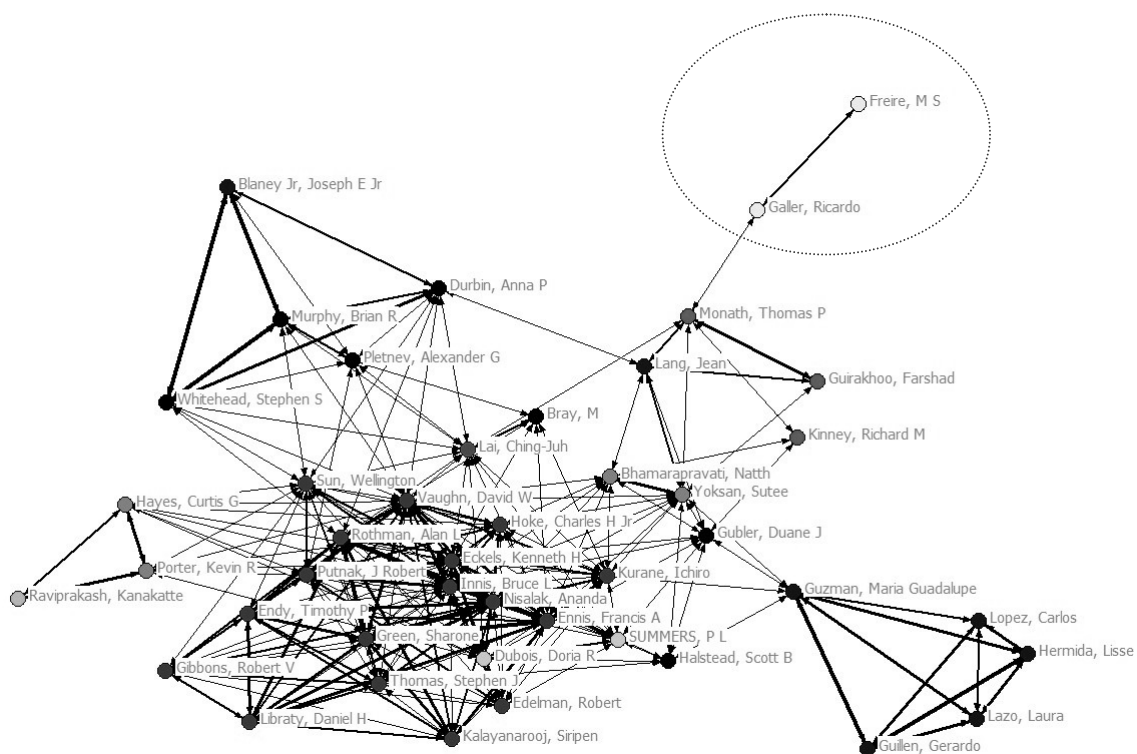 Freire, M S
Blaney Jr, Joseph E Jr
Galler, Ricardo
Durbin, Anna P
Murphy, Brian R
Monath, Thomas P
Pletnev, Alexander G
Lang, Jean
Guirakhoo, Farshad
Whitehead, Stephen S
Bray, M
Kinney, Richard M
Lai, Ching-Juh
Bhamarapravati, Natth
Sun, Wellington
Vaughn, David W
Yoksan, Sutee
Hayes, Curtis G
Hoke, Charles H Jr
Rothman, Alan L
Gubler, Duane J
Eckels, Kenneth H
Porter, Kevin R
Putnak, J Robert
Innis, Bruce L
Kurane, Ichiro
Raviprakash, Kanakatte
Nisalak, Ananda
Guzman, Maria Guadalupe
Endy, Timothy P
Ennis, Francis A
Lopez, Carlos
Green, Sharone
SUMMERS, P L
Hermida, Lisse
Dubois, Doria R
Halstead, Scott B
Gibbons, Robert V
Thomas, Stephen J
Edelman, Robert
Libraty, Daniel H
Lazo, Laura
Kalayanarooj, Siripen
Guillen, Gerardo